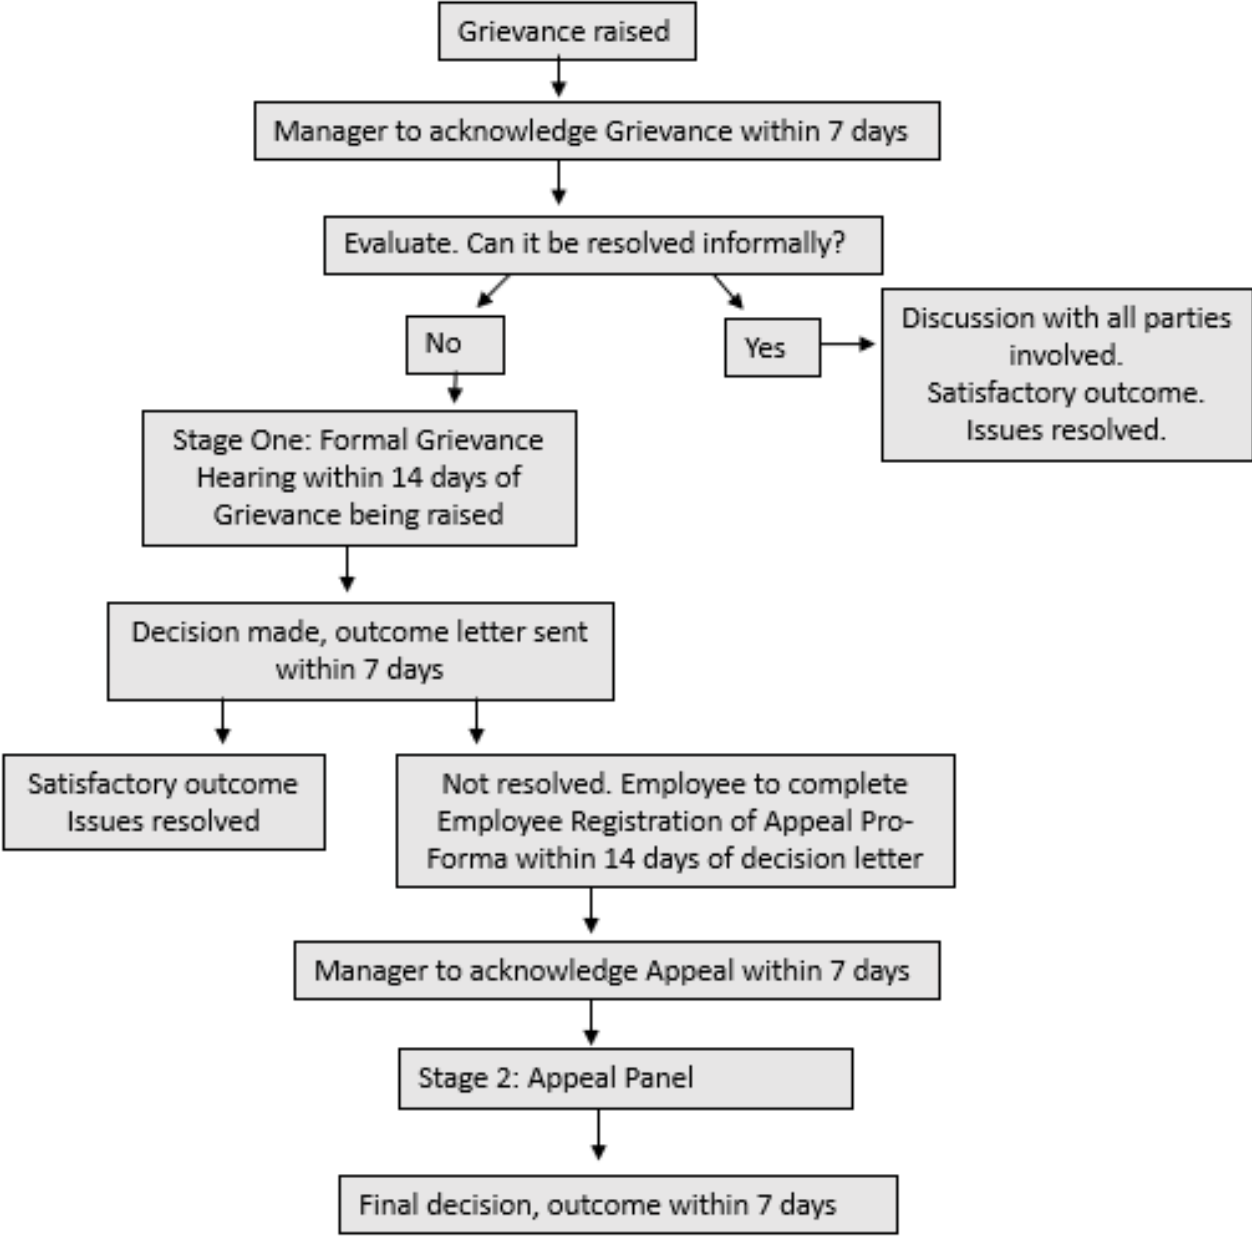 Grievance raised
Manager to acknowledge Grievance within 7 days
Evaluate. Can it be resolved informally?
No
Yes
Discussion with all parties
involved.
Satisfactory outcome.
Issues resolved.
Stage One: Formal Grievance
Hearing within 14 days of
Grievance being raised
Decision made, outcome letter sent
within 7 days
Satisfactory outcome
Issues resolved
Not resolved. Employee to complete
Employee Registration of Appeal Pro-
Forma within 14 days of decision letter
Manager to acknowledge Appeal within 7 days
Stage 2: Appeal Panel
Final decision, outcome within 7 days